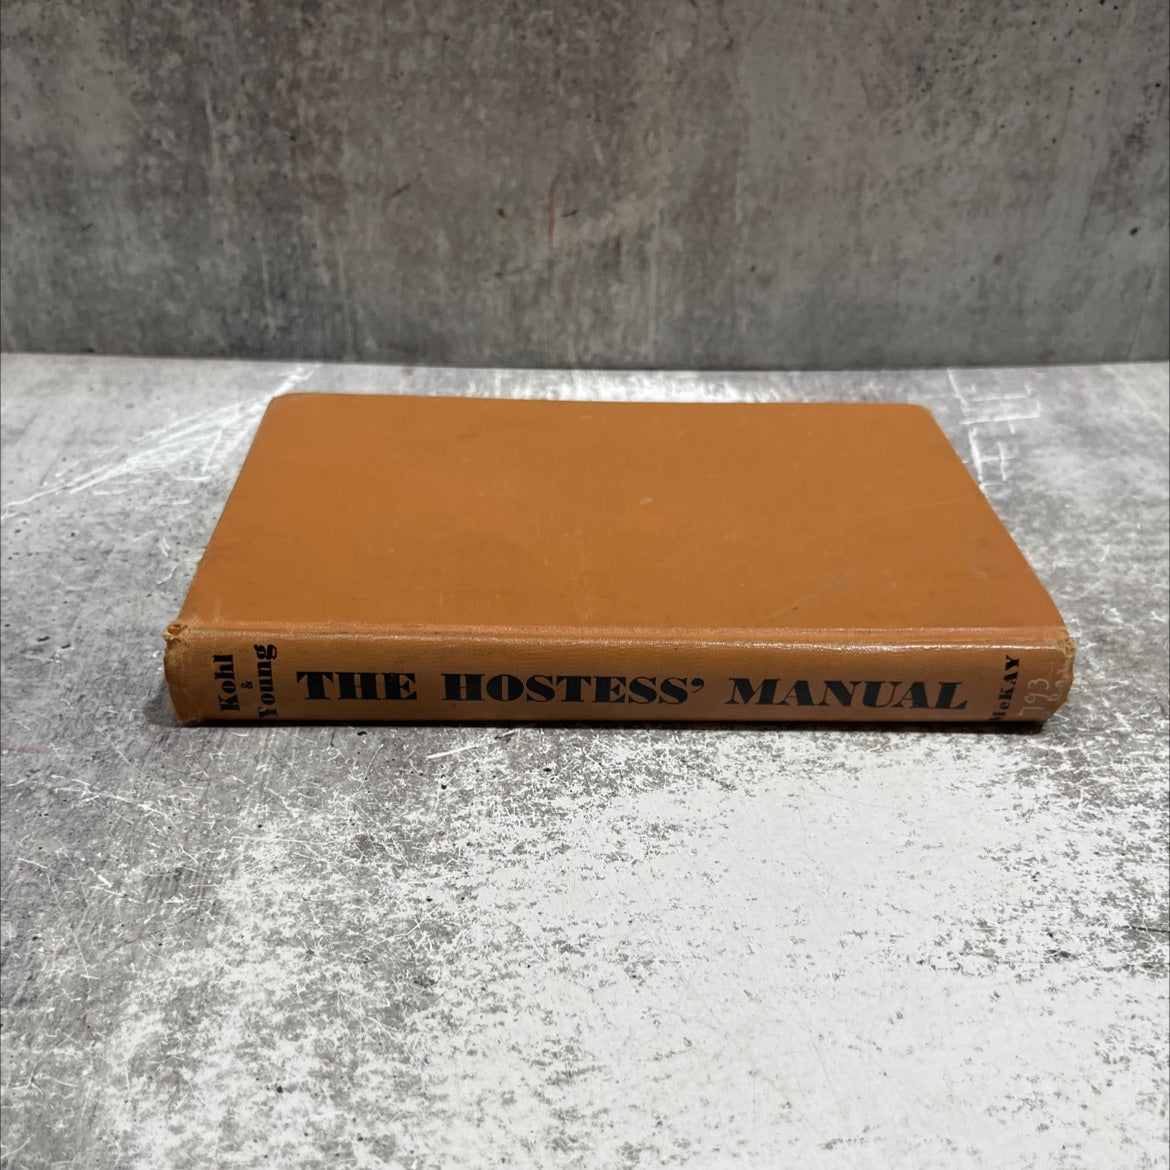 Kohl
&
Young
THE HOSTESS' MANUAL
McKAY
793